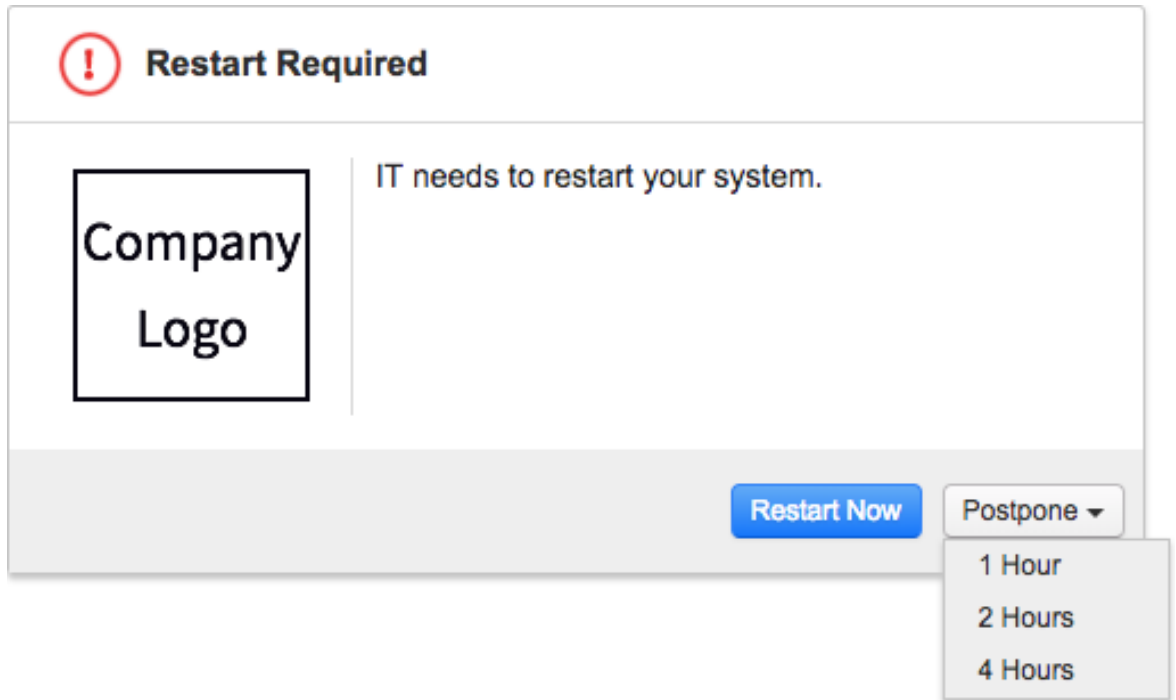 Restart Required
Company
Logo
IT needs to restart your system.
Restart Now
Postpone
1 Hour
2 Hours
4 Hours